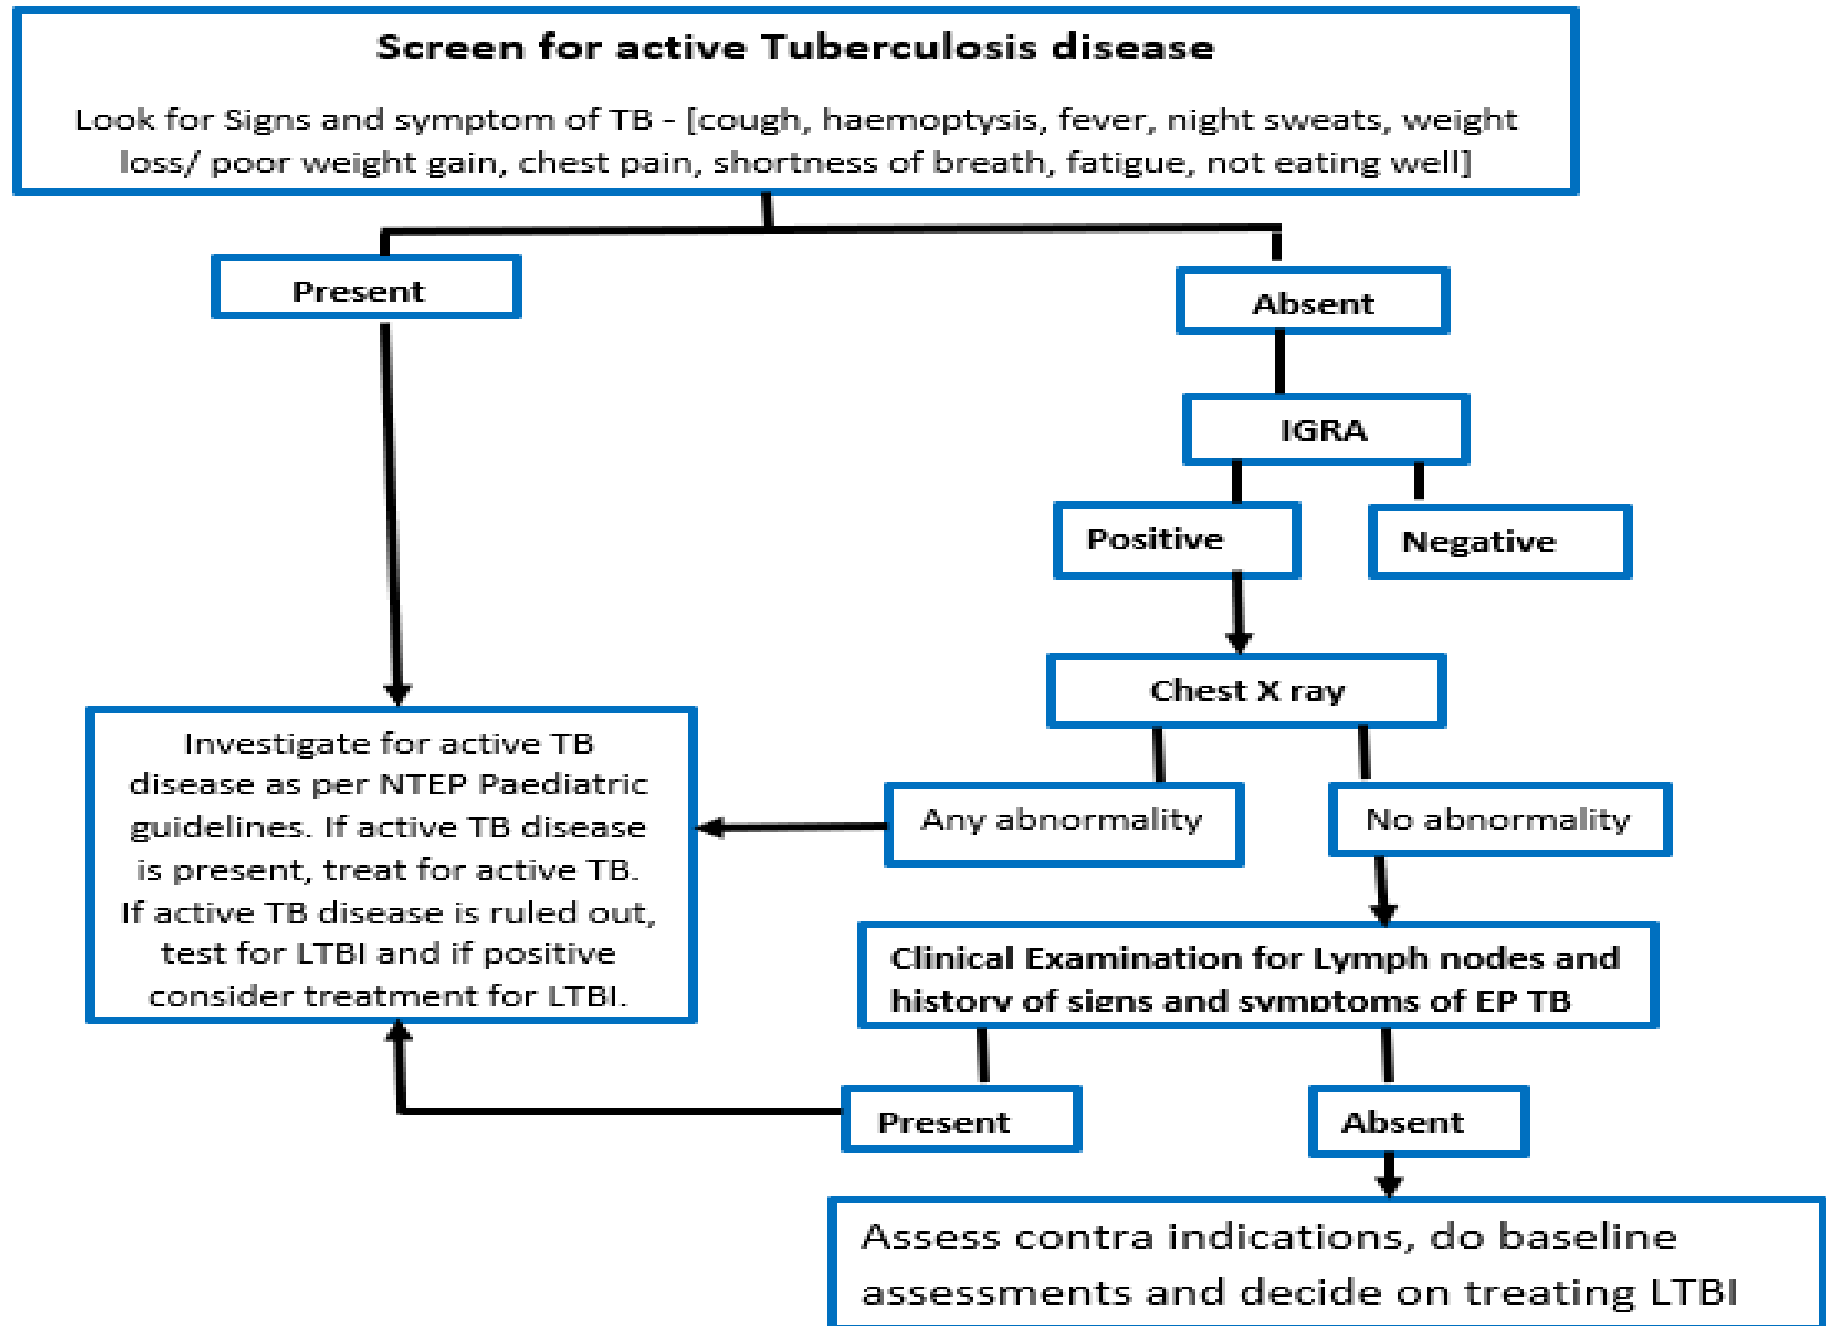 Screen for active Tuberculosis disease
Look for Signs and symptom of TB - [cough, haemoptysis, fever, night sweats, weight
loss/ poor weight gain, chest pain, shortness of breath, fatigue, not eating well]
Present
Absent
IGRA
Positive
Negative
Chest X ray
Investigate for active TB
disease as per NTEP Paediatric
guidelines. If active TB disease
is present, treat for active TB.
If active TB disease is ruled out,
test for LTBI and if positive
consider treatment for LTBI.
Any abnormality
No abnormality
Clinical Examination for Lymph nodes and
history of signs and symptoms of EP TB
Present
Absent
Assess contra indications, do baseline
assessments and decide on treating LTBI